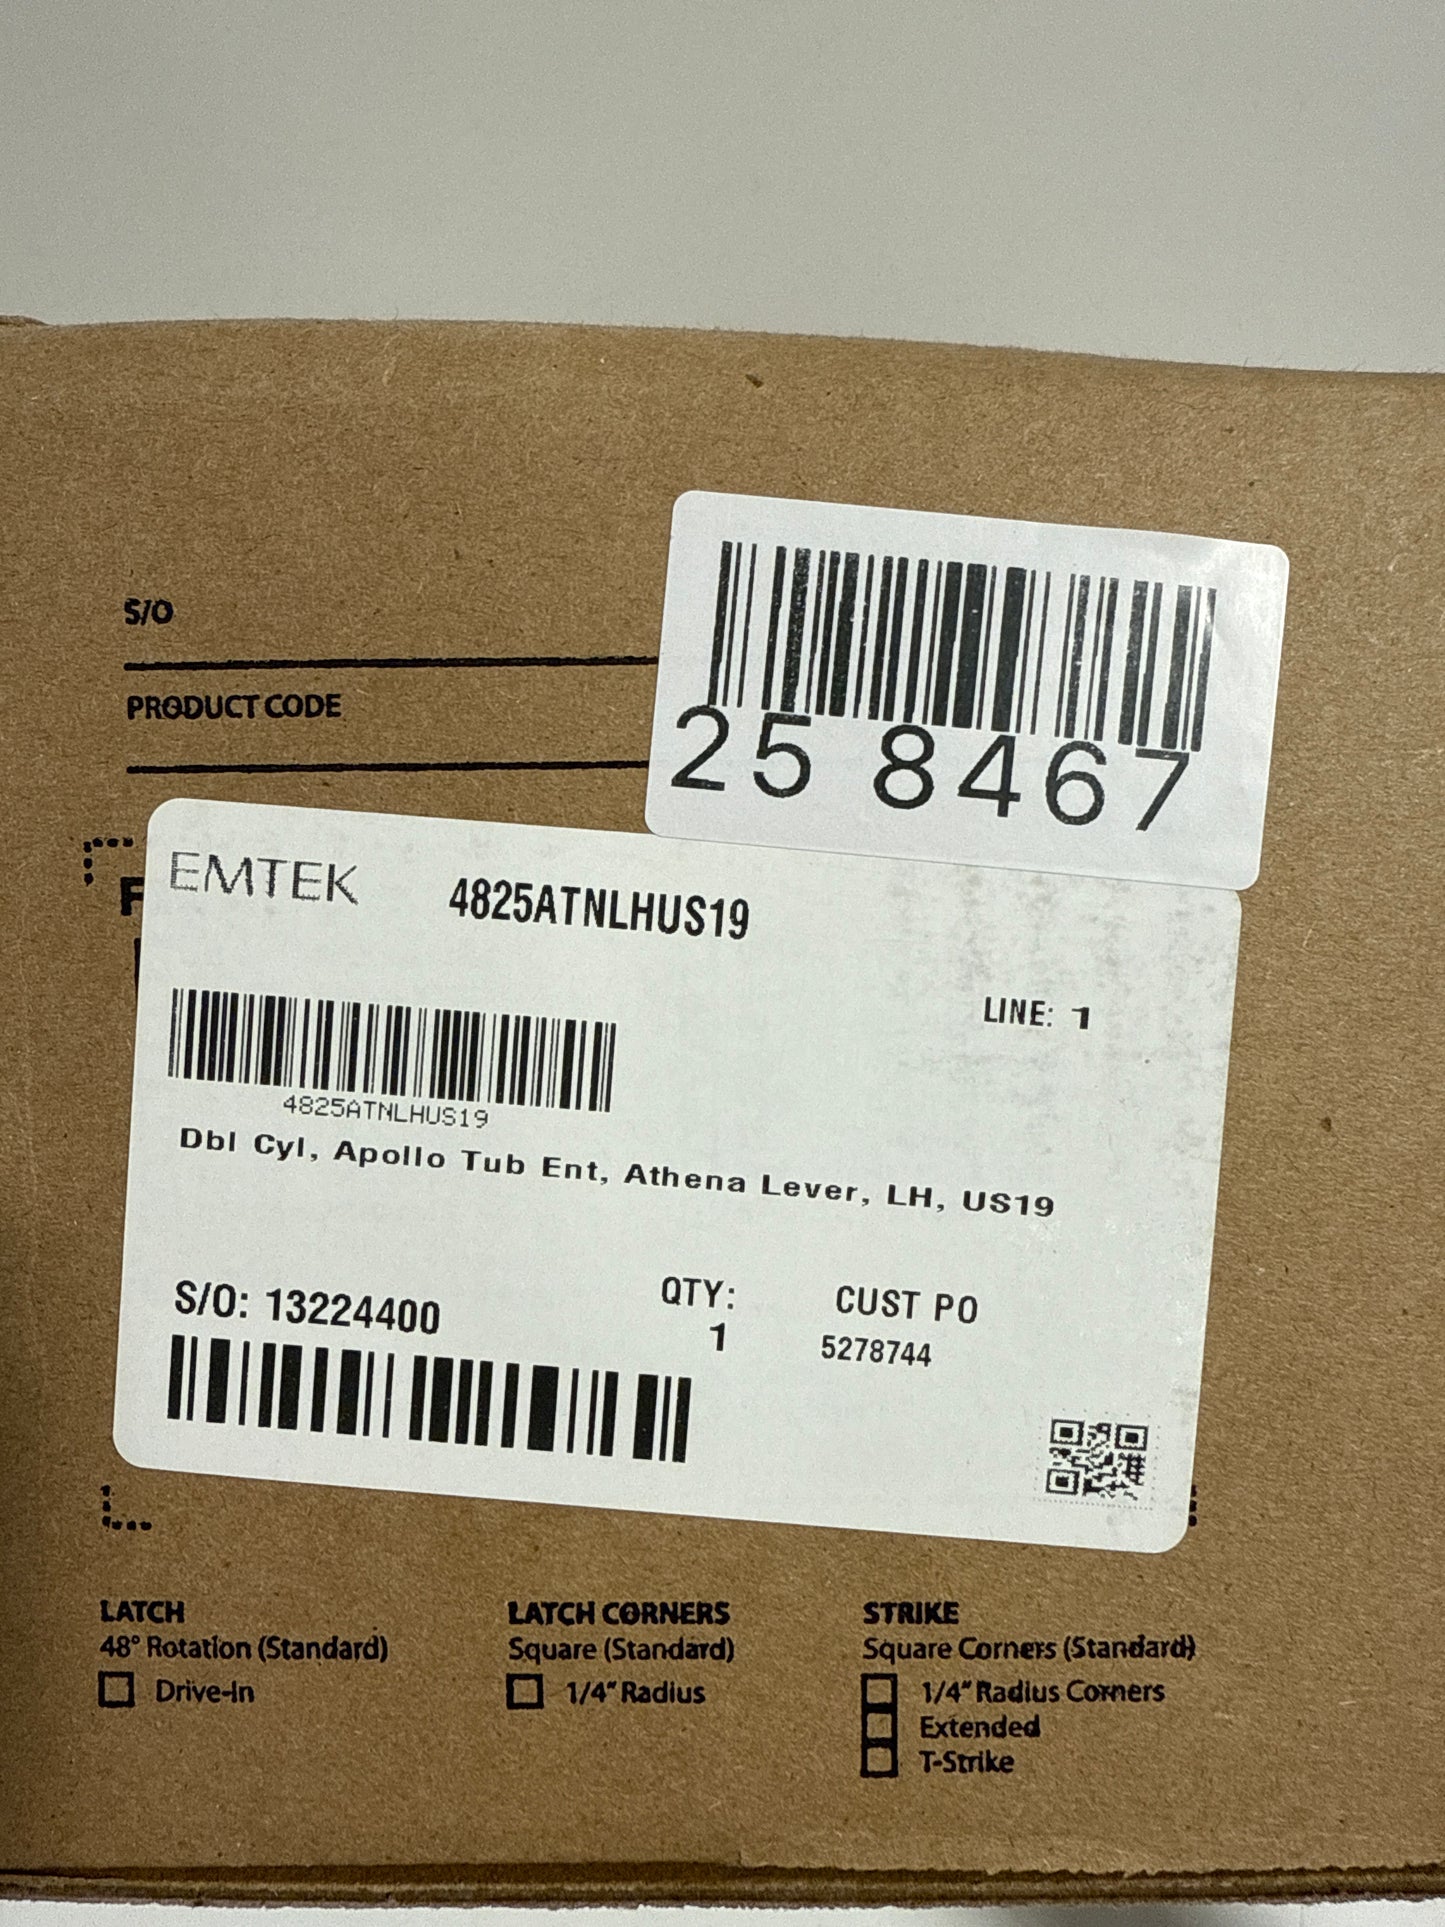 S/O
PRODUCT CODE
25 8467
EMTEK 4825ATNLHUS19
LINE: 1
4825ATNLHUS19
Dbl Cyl, Apollo Tub Ent, Athena Lever, LH, US19
S/O: 13224400 QTY: CUST PO
1 5278744
LATCH LATCH CORNERS STRIKE
48° Rotation (Standard) Square (Standard) Square Corners (Standard)
Drive-In 1/4" Radius 1/4" Radius Corners
Extended
T-Strike